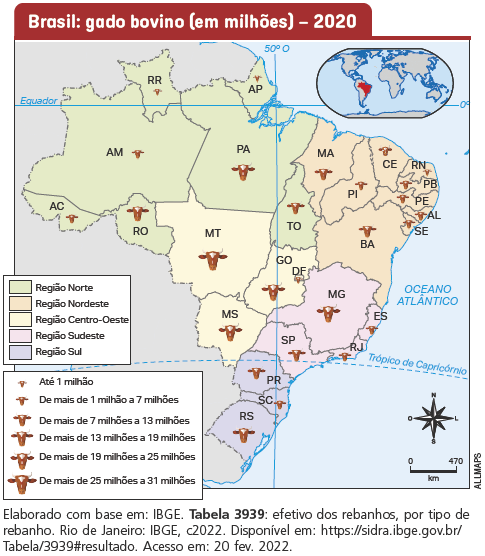 Brasil: gado bovino (em milhões) – 2020
50º O
RR
AP
Equador
0º
AM
PA
MA
CE
RN
PB
PI
PE
AL
SE
AC
RO
TO
MT
BA
GO
DF
MG
MS
ES
SP
RJ
PR
SC
RS
OCEANO
ATLÂNTICO
Trópico de Capricórnio
Região Norte
Região Nordeste
Região Centro-Oeste
Região Sudeste
Região Sul
Até 1 milhão
De mais de 1 milhão a 7 milhões
De mais de 7 milhões a 13 milhões
De mais de 13 milhões a 19 milhões
De mais de 19 milhões a 25 milhões
De mais de 25 milhões a 31 milhões
N
O L
S
0 470
km
ALLMAPS
Elaborado com base em: IBGE. Tabela 3939: efetivo dos rebanhos, por tipo de
rebanho. Rio de Janeiro: IBGE, c2022. Disponível em: https://sidra.ibge.gov.br/
Tabela/3939#resultado. Acesso em: 20 fev. 2022.